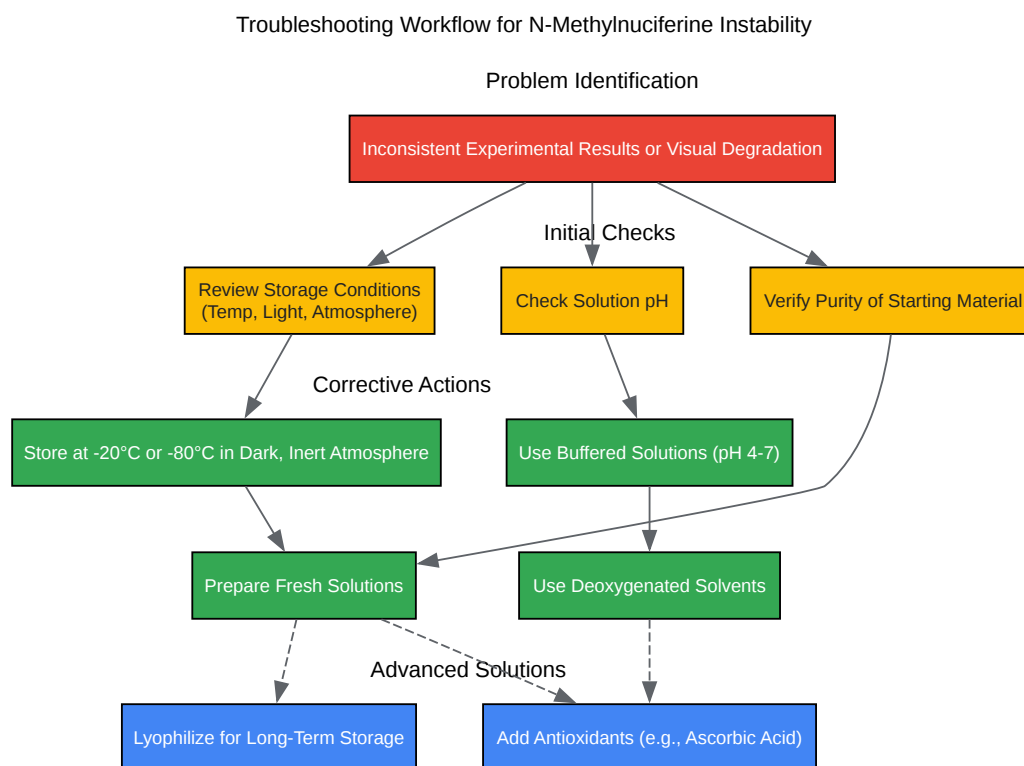 Troubleshooting Workflow for N-Methylnuciferine Instability
Problem Identification
Inconsistent Experimental Results or Visual Degradation
Initial Checks
Review Storage Conditions
(Temp, Light, Atmosphere)
Check Solution pH
Verify Purity of Starting Material
Corrective Actions
Store at -20°C or -80°C in Dark, Inert Atmosphere
Use Buffered Solutions (pH 4-7)
Prepare Fresh Solutions
Use Deoxygenated Solvents
Advanced Solutions
Lyophilize for Long-Term Storage
Add Antioxidants (e.g., Ascorbic Acid)